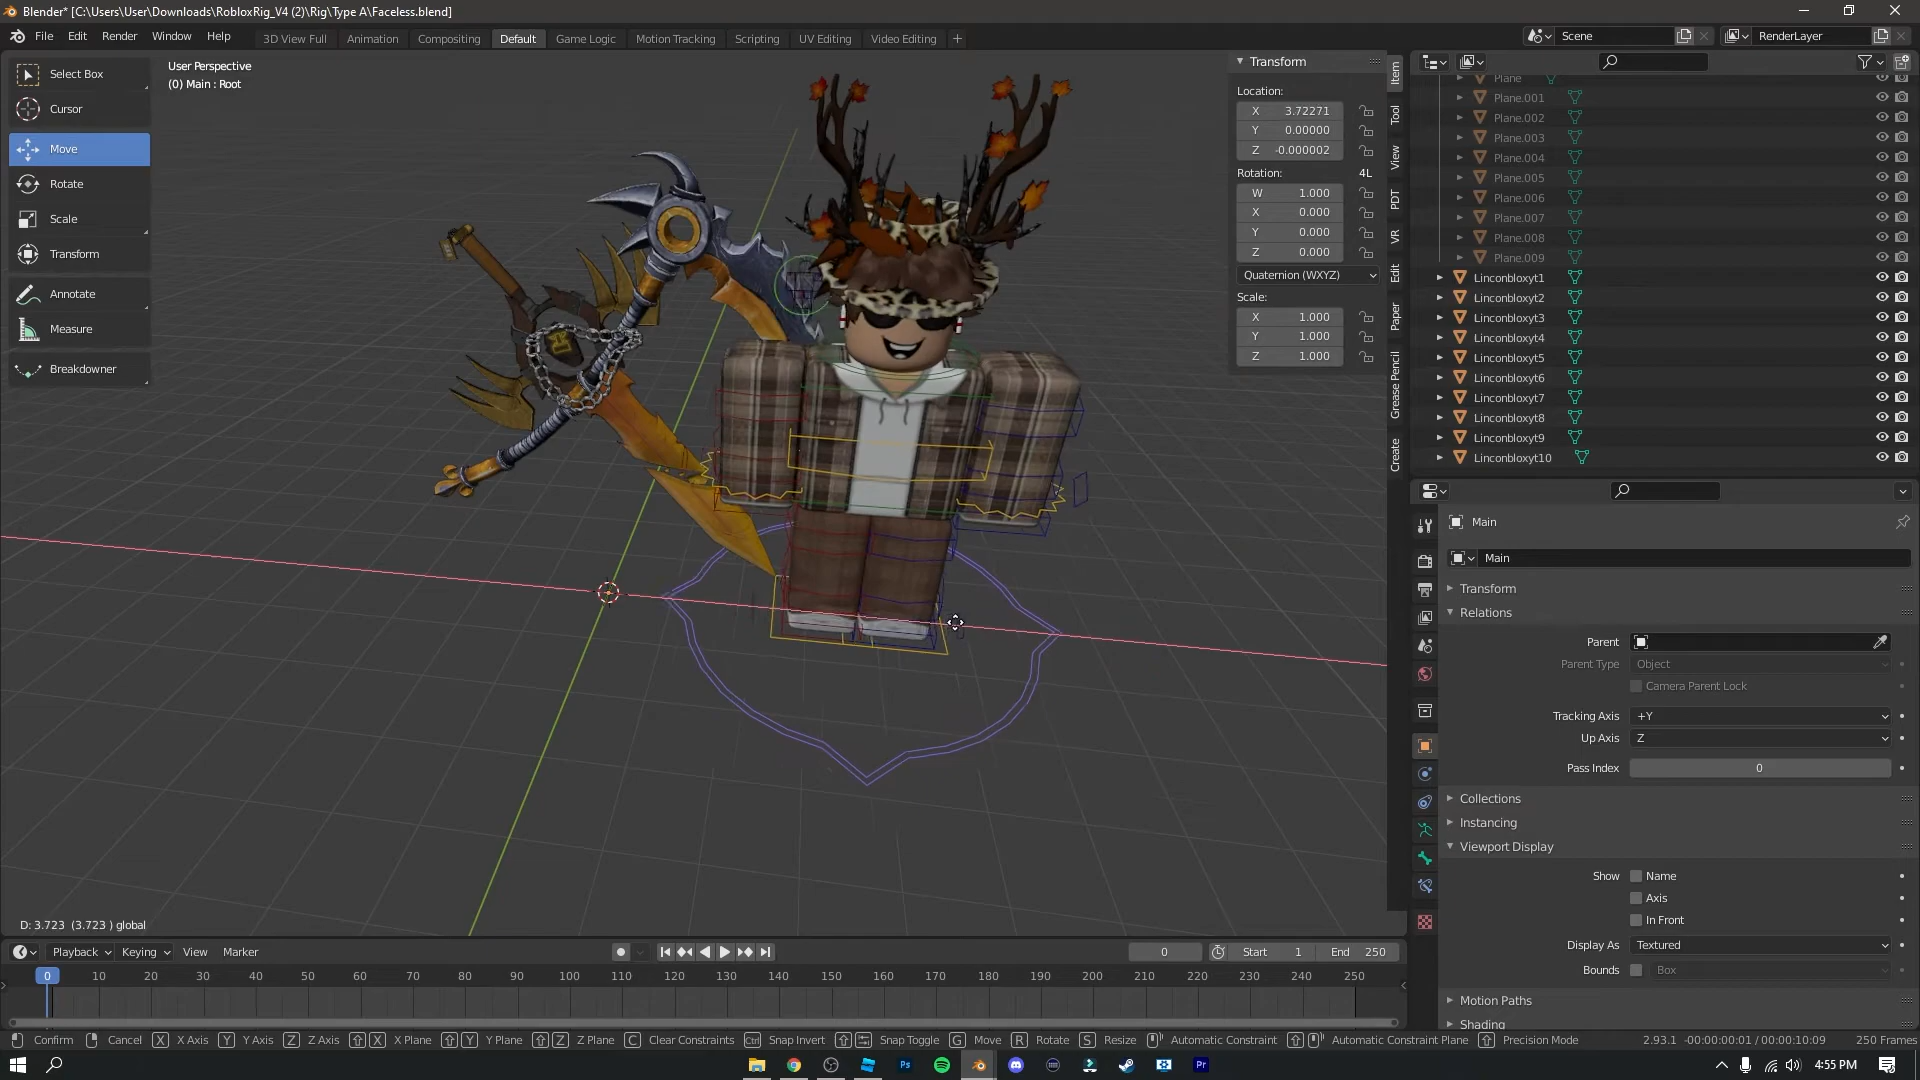 Blender* [C:\Users\User\Downloads\RobloxRig_V4 (2)\Rig\Type A\Faceless.blend]
File Edit Render Window Help
3D View Full Animation Compositing Default Game Logic Motion Tracking Scripting UV Editing Video Editing +
Scene
RenderLayer
Select Box
Cursor
Move
Rotate
Scale
Transform
Annotate
Measure
Breakdowner
User Perspective
(0) Main : Root
Transform
Location:
X 3.72271
Y 0.00000
Z -0.000002
Rotation: 4L
W 1.000
X 0.000
Y 0.000
Z 0.000
Quaternion (WXYZ)
Scale:
X 1.000
Y 1.000
Z 1.000
Item
Tool
View
PDT
VR
Edit
Paper
Grease Pencil
Create
Plane
Plane.001
Plane.002
Plane.003
Plane.004
Plane.005
Plane.006
Plane.007
Plane.008
Plane.009
Linconbloxyt1
Linconbloxyt2
Linconbloxyt3
Linconbloxyt4
Linconbloxyt5
Linconbloxyt6
Linconbloxyt7
Linconbloxyt8
Linconbloxyt9
Linconbloxyt10
Main
Main
Transform
Relations
Parent
Parent Type Object
Camera Parent Lock
Tracking Axis +Y
Up Axis Z
Pass Index 0
Collections
Instancing
Viewport Display
Show Name
Axis
In Front
Display As Textured
Bounds Box
Motion Paths
Shading
D: 3.723 (3.723 ) global
Playback Keying View Marker
0 Start 1 End 250
0 10 20 30 40 50 60 70 80 90 100 110 120 130 140 150 160 170 180 190 200 210 220 230 240 250
Confirm Cancel X X Axis Y Y Axis Z Z Axis X X Plane Y Y Plane Z Z Plane C Clear Constraints Ctrl Snap Invert Snap Toggle G Move R Rotate S Resize Automatic Constraint Automatic Constraint Plane Precision Mode 2.93.1 -00:00:00:01 / 00:00:10:09 250 Frames
Ps
Pr
4:55 PM